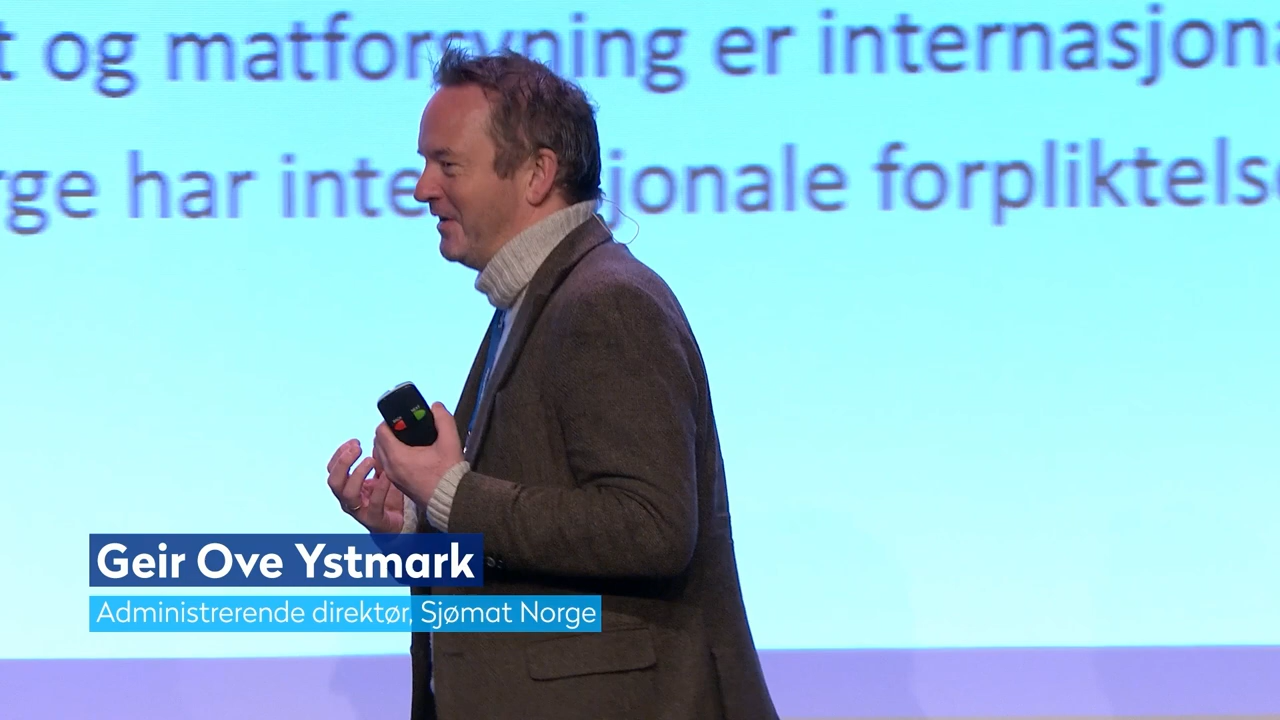 t og matforsyning er internasjona
rge har inte sjonale forpliktelse
Geir Ove Ystmark
Administrerende direktør, Sjømat Norge